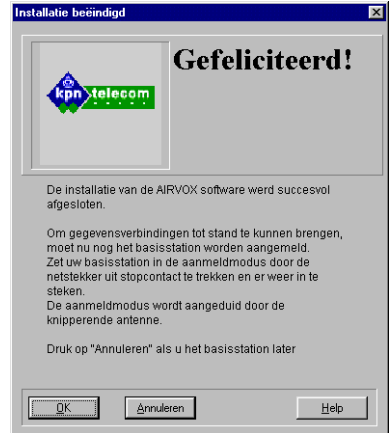 Installatie beëindigd
kpn telecom
Gefeliciteerd!
De installatie van de AIRVOX software werd succesvol
afgesloten.
Om gegevensverbindingen tot stand te kunnen brengen,
moet nu nog het basisstation worden aangemeld.
Zet uw basisstation in de aanmeldmodus door de
netstekker uit stopcontact te trekken en er weer in te
steken.
De aanmeldmodus wordt aangeduid door de
knipperende antenne.
Druk op "Annuleren" als u het basisstation later
OK Annuleren Help